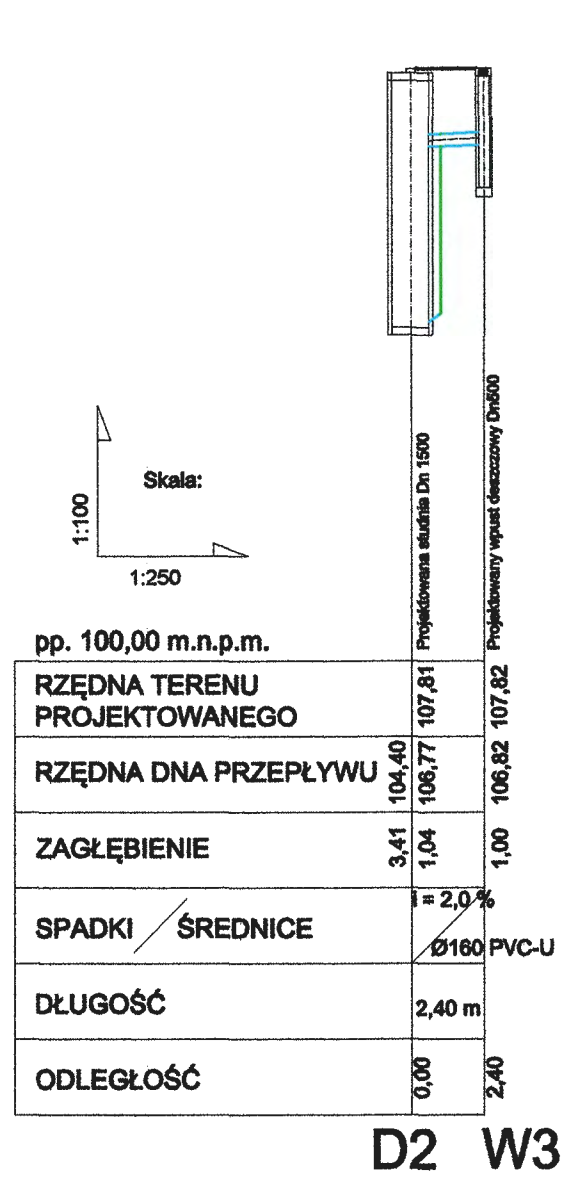 Projektowana studnia Dn 1500
Projektowany wpust deszczowy Dn500
1:100
Skala:
1:250
pp. 100,00 m.n.p.m.
RZĘDNA TERENU
PROJEKTOWANEGO
107,81
107,82
RZĘDNA DNA PRZEPŁYWU
104,40
106,77
106,82
ZAGŁĘBIENIE
3,41
1,04
1,00
SPADKI / ŚREDNICE
i = 2,0 %
Ø160 PVC-U
DŁUGOŚĆ
2,40 m
ODLEGŁOŚĆ
0,00
2,40
D2 W3